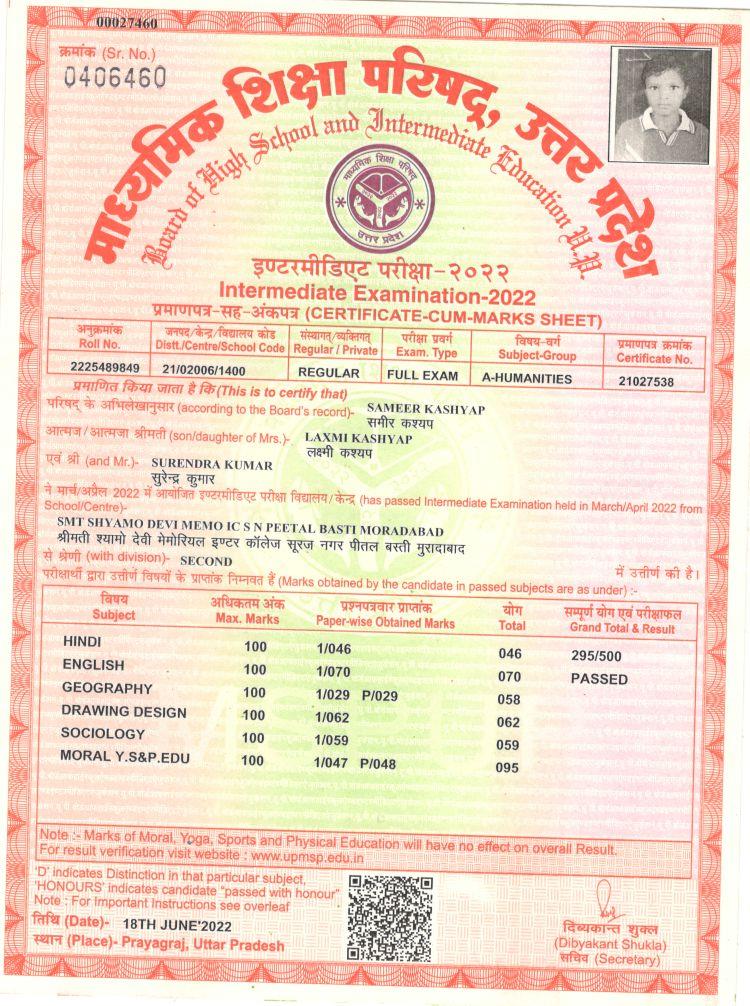 00027460
क्रमांक (Sr. No.)
0406460
माध्यमिक शिक्षा परिषद्, उत्तर प्रदेश
Board of High School and Intermediate Education U.P.
माध्यमिक शिक्षा परिषद्
उत्तर प्रदेश
इण्टरमीडिएट परीक्षा-२०२२
Intermediate Examination-2022
प्रमाणपत्र-सह-अंकपत्र (CERTIFICATE-CUM-MARKS SHEET)
अनुक्रमांक जनपद/केन्द्र/विद्यालय कोड संस्थागत/व्यक्तिगत परीक्षा प्रवर्ग विषय-वर्ग प्रमाणपत्र क्रमांक
Roll No. Distt./Centre/School Code Regular / Private Exam. Type Subject-Group Certificate No.
2225489849 21/02006/1400 REGULAR FULL EXAM A-HUMANITIES 21027538
प्रमाणित किया जाता है कि (This is to certify that)
परिषद् के अभिलेखानुसार (according to the Board's record)- SAMEER KASHYAP
समीर कश्यप
आत्मज/आत्मजा श्रीमती (son/daughter of Mrs.)- LAXMI KASHYAP
लक्ष्मी कश्यप
एवं श्री (and Mr.)- SURENDRA KUMAR
सुरेन्द्र कुमार
ने मार्च/अप्रैल 2022 में आयोजित इण्टरमीडिएट परीक्षा विद्यालय/केन्द्र (has passed Intermediate Examination held in March/April 2022 from
School/Centre)-
SMT SHYAMO DEVI MEMO IC S N PEETAL BASTI MORADABAD
श्रीमती श्यामो देवी मेमोरियल इण्टर कॉलेज सूरज नगर पीतल बस्ती मुरादाबाद
से श्रेणी (with division)- SECOND में उत्तीर्ण की है।
परीक्षार्थी द्वारा उत्तीर्ण विषयों के प्राप्तांक निम्नवत हैं (Marks obtained by the candidate in passed subjects are as under) :-
विषय अधिकतम अंक प्रश्नपत्रवार प्राप्तांक योग सम्पूर्ण योग एवं परीक्षाफल
Subject Max. Marks Paper-wise Obtained Marks Total Grand Total & Result
HINDI 100 1/046 046 295/500
ENGLISH 100 1/070 070 PASSED
GEOGRAPHY 100 1/029 P/029 058
DRAWING DESIGN 100 1/062 062
SOCIOLOGY 100 1/059 059
MORAL Y.S&P.EDU 100 1/047 P/048 095
Note :- Marks of Moral, Yoga, Sports and Physical Education will have no effect on overall Result.
For result verification visit website : www.upmsp.edu.in
'D' indicates Distinction in that particular subject,
'HONOURS' indicates candidate "passed with honour"
Note : For Important Instructions see overleaf
तिथि (Date)- 18TH JUNE'2022
स्थान (Place)- Prayagraj, Uttar Pradesh
दिब्यकान्त शुक्ल
(Dibyakant Shukla)
सचिव (Secretary)